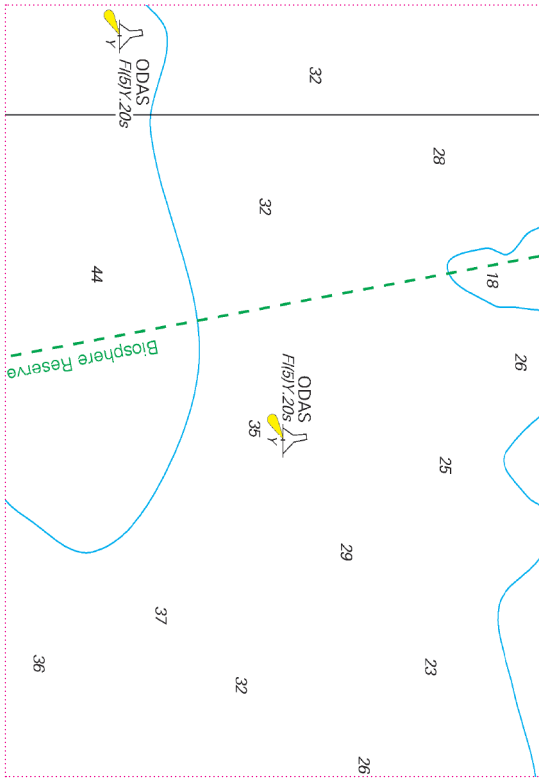 ODAS
Fl(5)Y.20s
Y
32
28
32
18
44
Biosphere Reserve
26
ODAS
Fl(5)Y.20s
Y
35
25
29
37
36
32
23
26